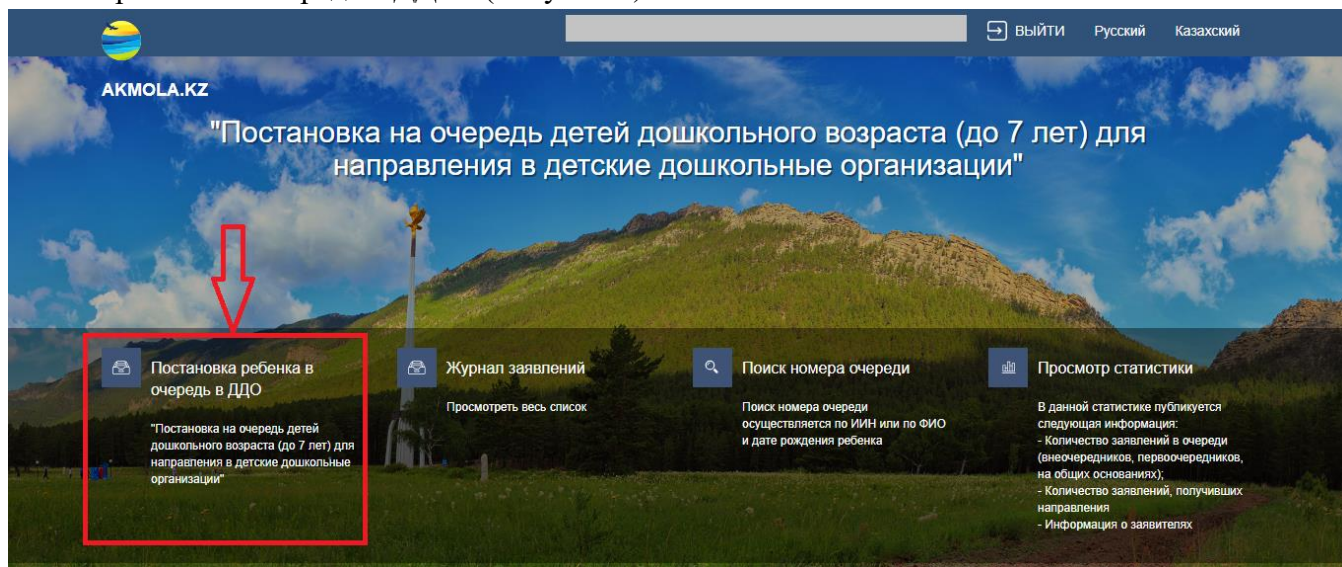 ВЫЙТИ Русский Казахский
AKMOLA.KZ
"Постановка на очередь детей дошкольного возраста (до 7 лет) для
направления в детские дошкольные организации"
Постановка ребенка в
очередь в ДДО
"Постановка на очередь детей
дошкольного возраста (до 7 лет) для
направления в детские дошкольные
организации"
Журнал заявлений
Просмотреть весь список
Поиск номера очереди
Поиск номера очереди
осуществляется по ИИН или по ФИО
и дате рождения ребенка
Просмотр статистики
В данной статистике публикуется
следующая информация:
- Количество заявлений в очереди
(внеочередников, первоочередников,
на общих основаниях);
- Количество заявлений, получивших
направления
- Информация о заявителях